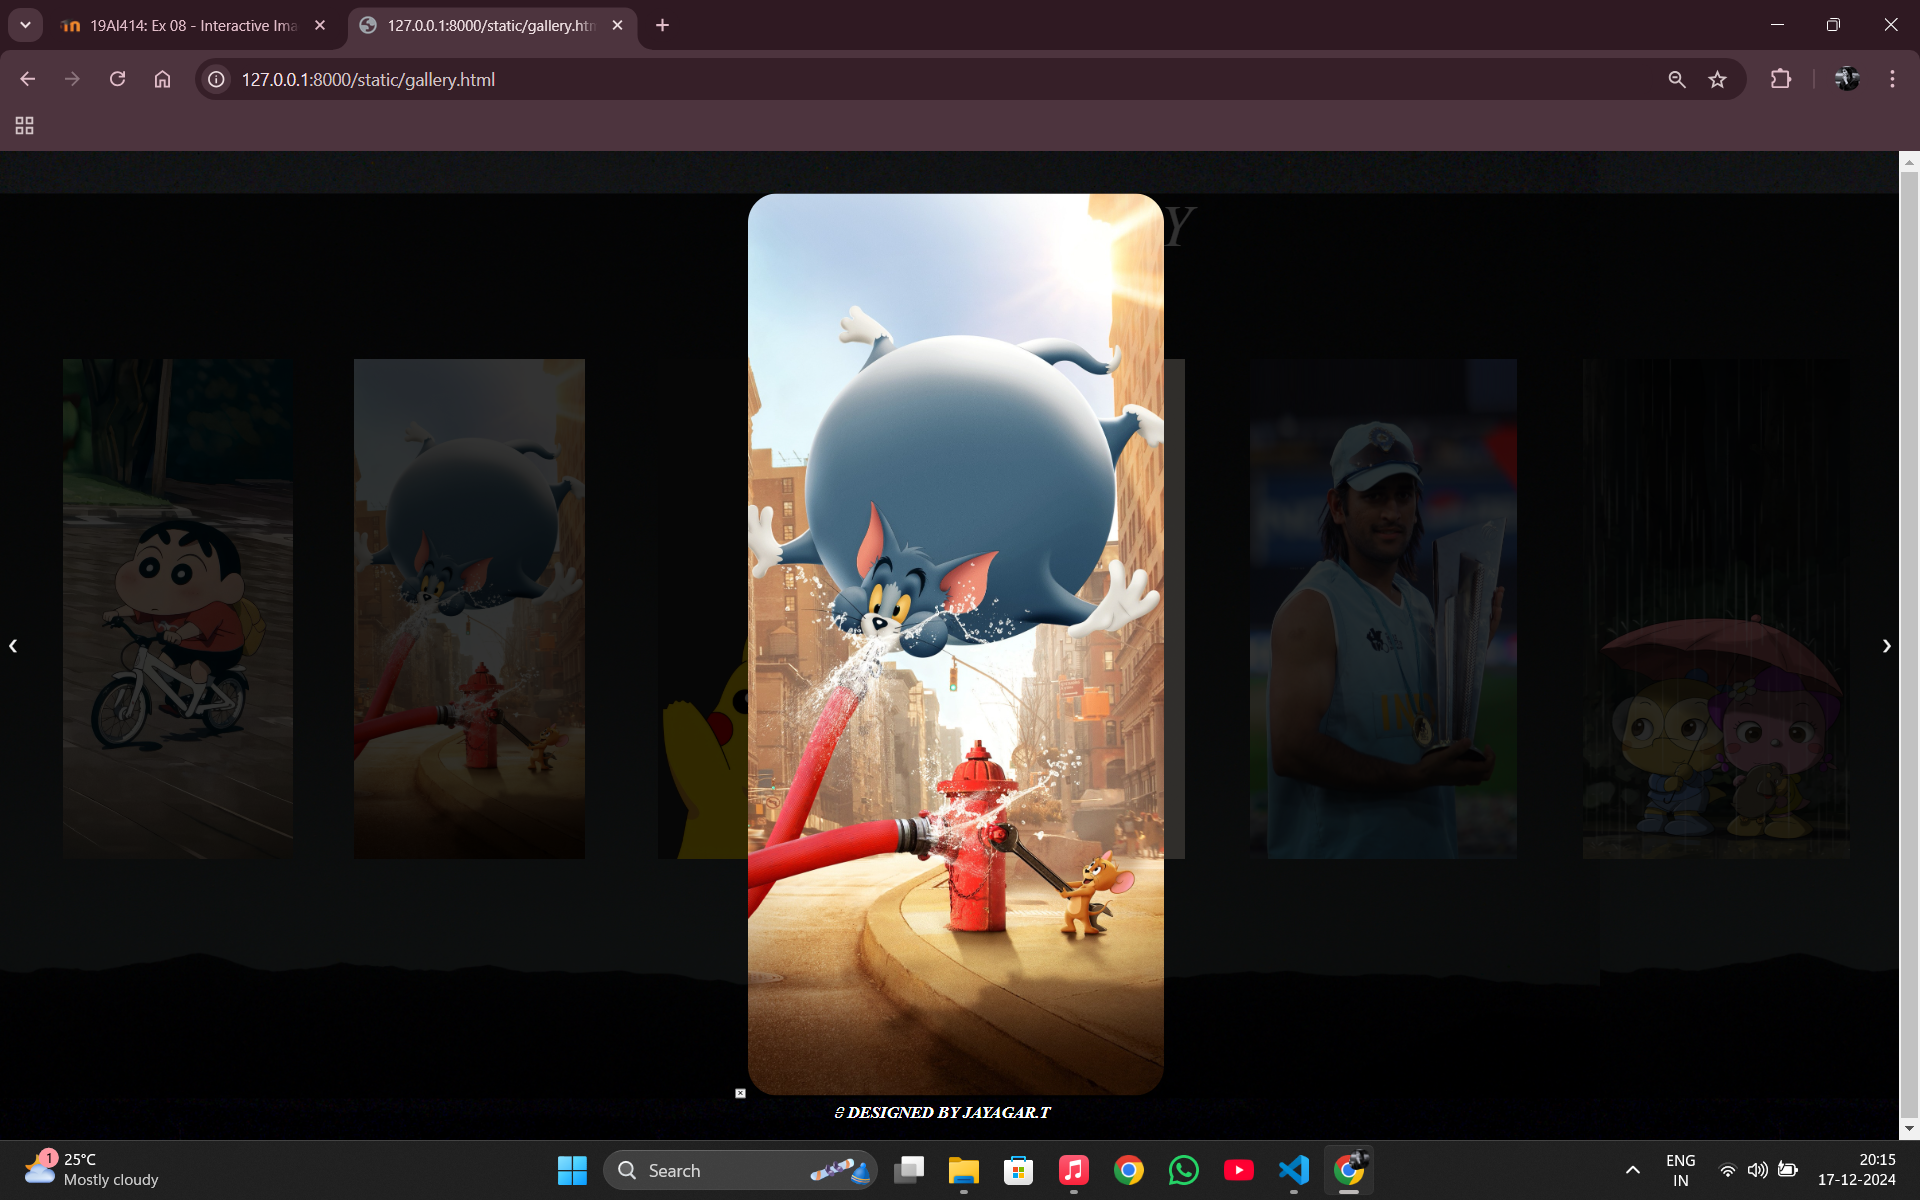 19AI414: Ex 08 - Interactive Ima
127.0.0.1:8000/static/gallery.htm
127.0.0.1:8000/static/gallery.html
Y
DESIGNED BY JAYAGAR.T
1
25°C
Mostly cloudy
Search
ENG
IN
20:15
17-12-2024